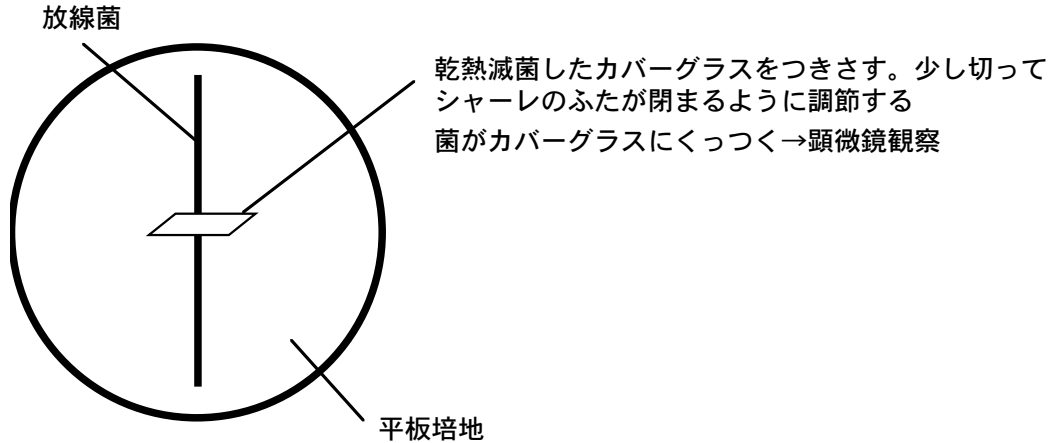 放線菌
乾熱滅菌したカバーグラスをつきさす。少し切って
シャーレのふたが閉まるように調節する
菌がカバーグラスにくっつく→顕微鏡観察
平板培地